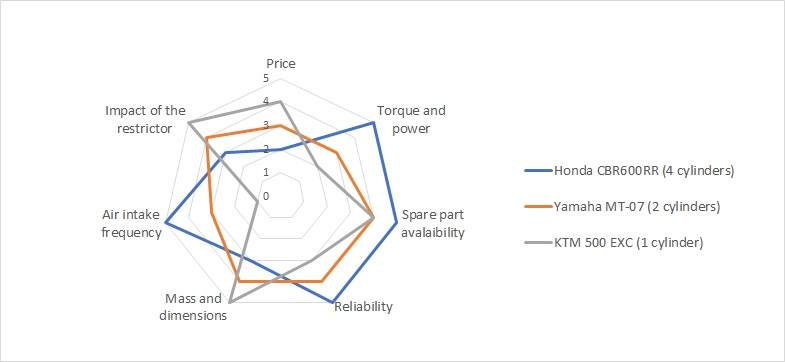 Price
5
4
3
2
1
0
Torque and
power
Spare part
avalaibility
Reliability
Mass and
dimensions
Air intake
frequency
Impact of the
restrictor
Honda CBR600RR (4 cylinders)
Yamaha MT-07 (2 cylinders)
KTM 500 EXC (1 cylinder)